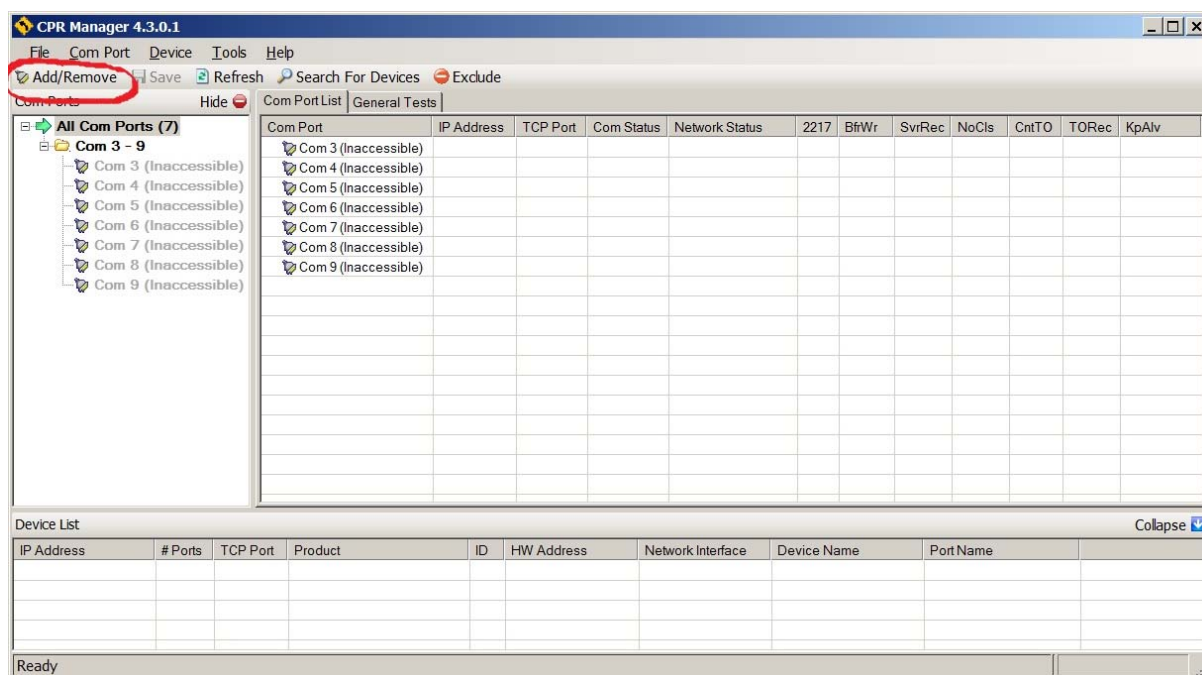 CPR Manager 4.3.0.1
File Com Port Device Tools Help
Add/Remove Save Refresh Search For Devices Exclude
Com Ports Hide
Com Port List General Tests
All Com Ports (7)
Com 3 - 9
Com 3 (Inaccessible)
Com 4 (Inaccessible)
Com 5 (Inaccessible)
Com 6 (Inaccessible)
Com 7 (Inaccessible)
Com 8 (Inaccessible)
Com 9 (Inaccessible)
Com Port IP Address TCP Port Com Status Network Status 2217 BfrWr SvrRec NoCls CntTO TORec KpAlv
Com 3 (Inaccessible)
Com 4 (Inaccessible)
Com 5 (Inaccessible)
Com 6 (Inaccessible)
Com 7 (Inaccessible)
Com 8 (Inaccessible)
Com 9 (Inaccessible)
Device List Collapse
IP Address # Ports TCP Port Product ID HW Address Network Interface Device Name Port Name
Ready